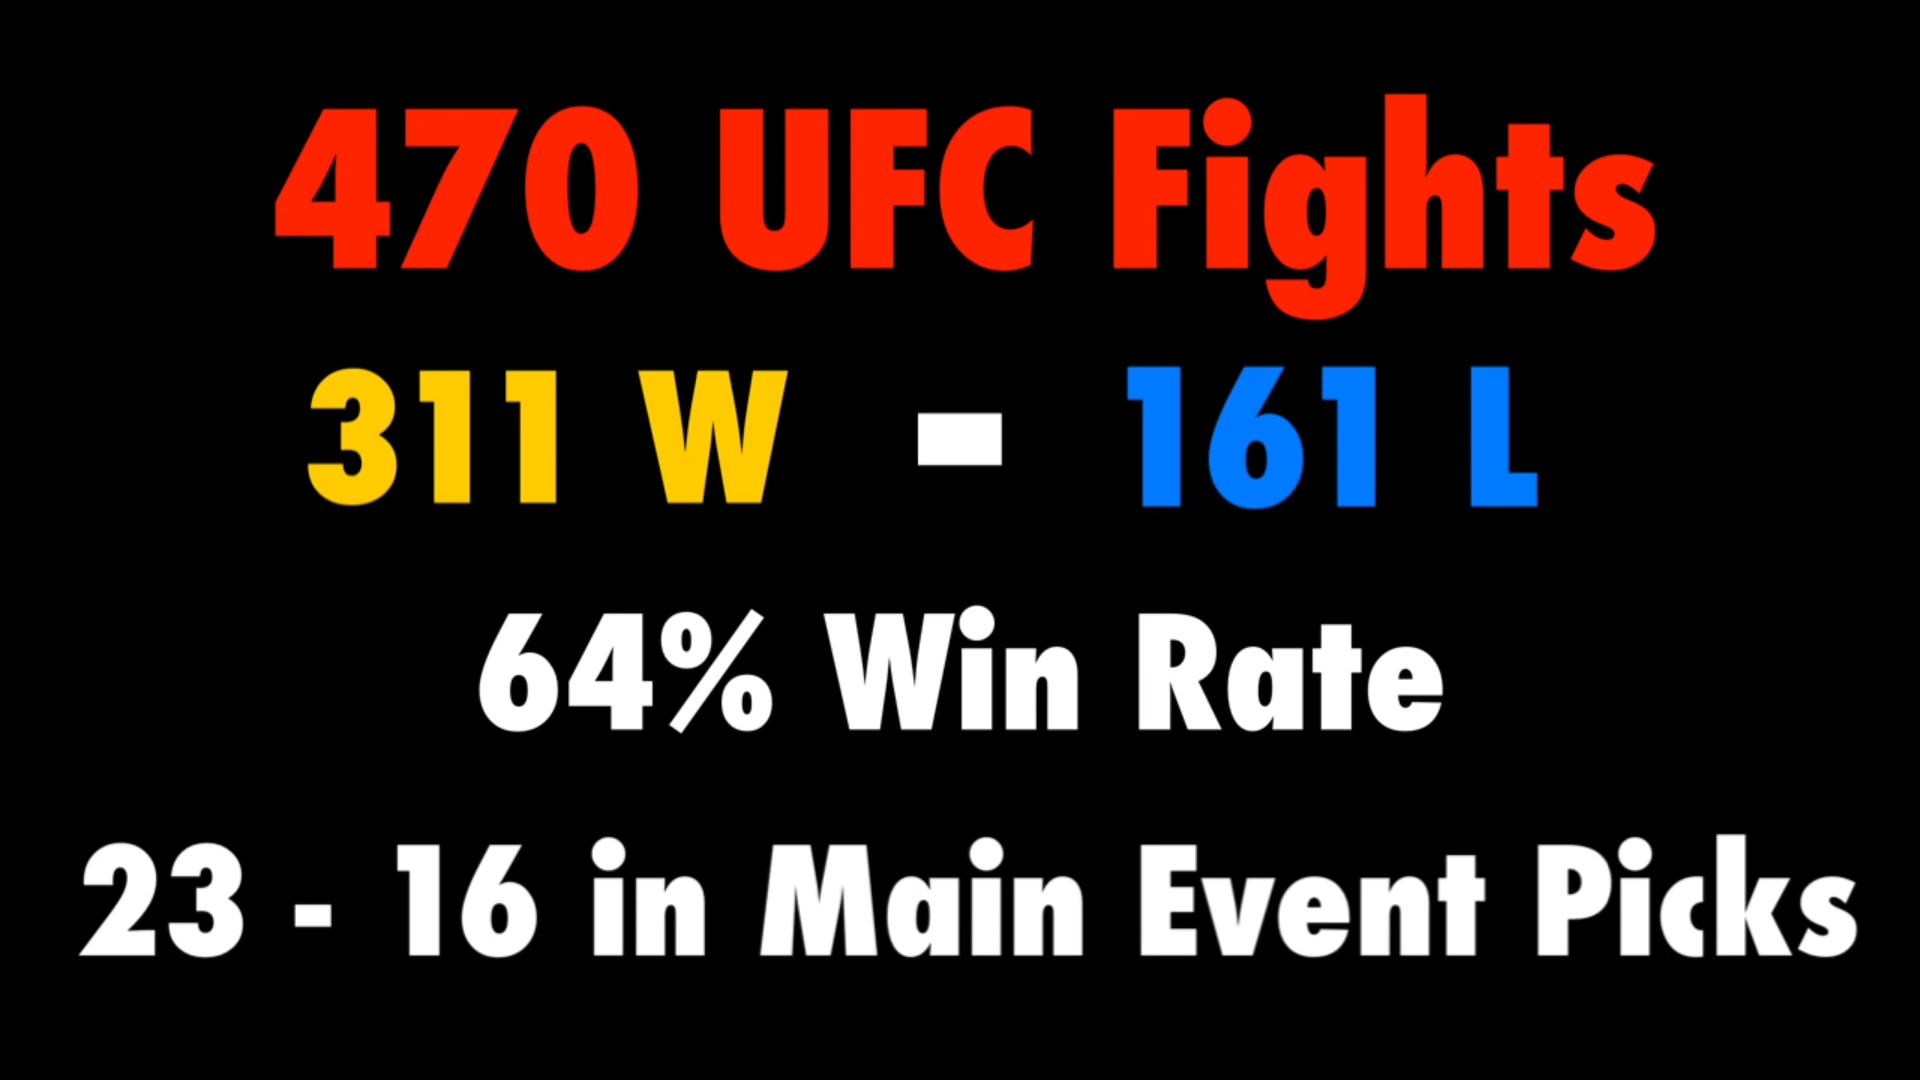 470 UFC Fights
311 W - 161 L
64% Win Rate
23 - 16 in Main Event Picks